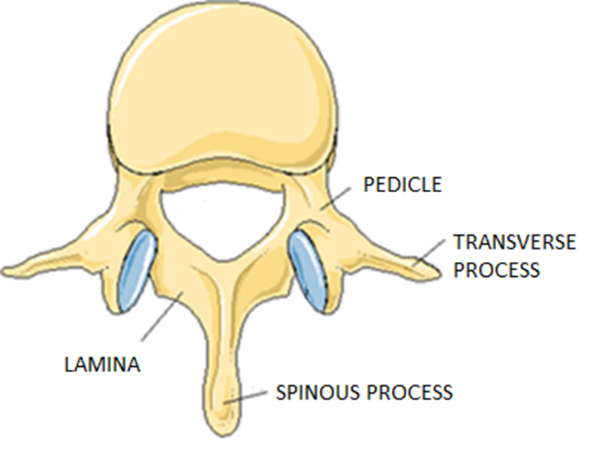 PEDICLE
TRANSVERSE
PROCESS
LAMINA
SPINOUS PROCESS